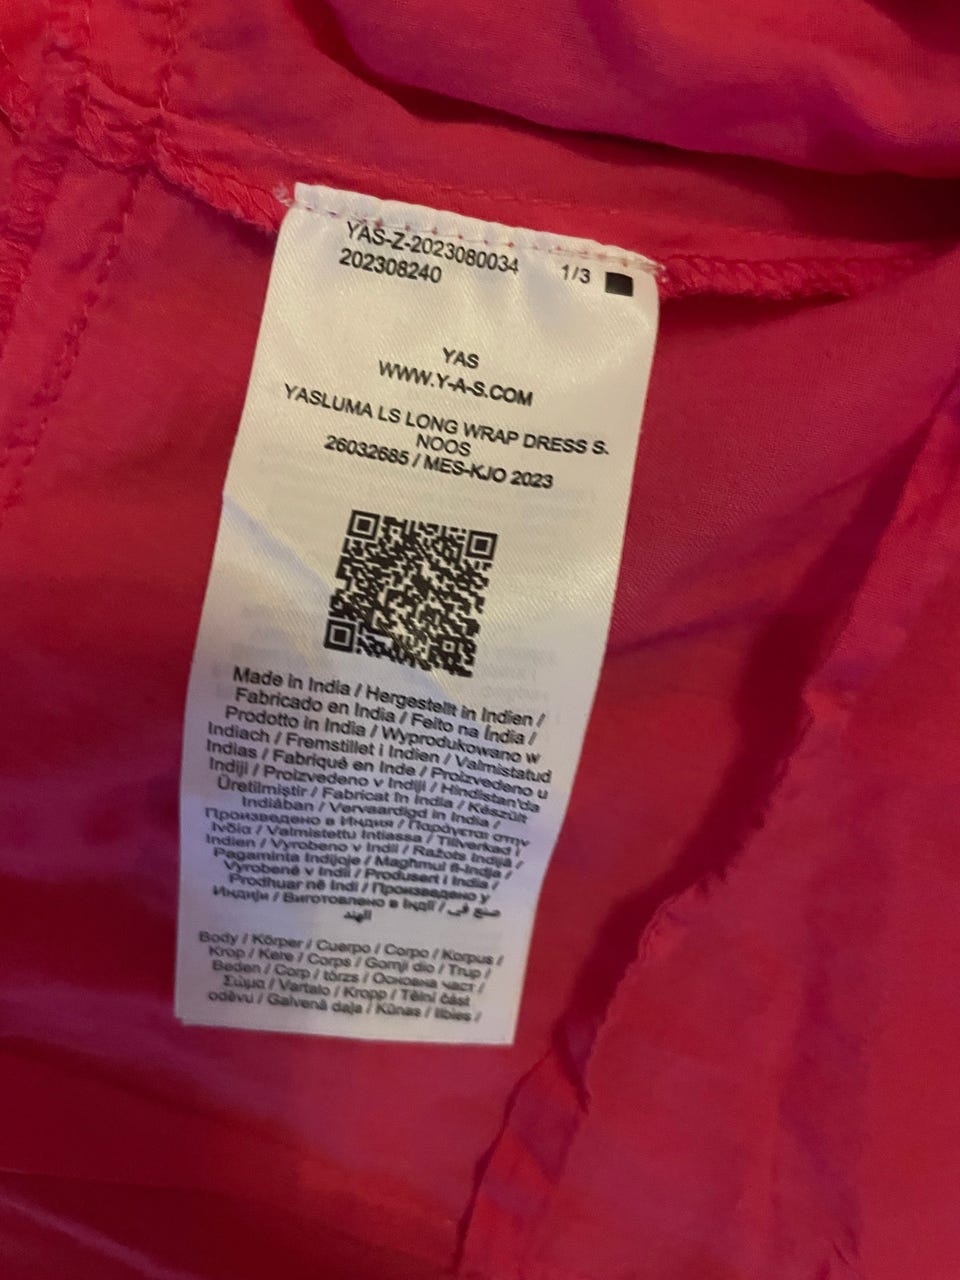 YAS-Z-2023080034
202308240
1/3
YAS
WWW.Y-A-S.COM
YASLUMA LS LONG WRAP DRESS S.
NOOS
26032685 / MES-KJO 2023
Made in India / Hergestellt in Indien /
Fabricado en India / Feito na Índia /
Prodotto in India / Wyprodukowano w
Indiach / Fremstillet i Indien / Valmistatud
Indias / Fabriqué en Inde / Proizvedeno u
Indiji / Proizvedeno v Indiji / Hindistan'da
Üretilmiştir / Fabricat în India / Készült
Indiában / Vervaardigd in India /
Произведено в Индия / Παράγεται στην
Ινδία / Valmistettu Intiassa / Tillverkad i
Indien / Vyrobeno v Indii / Ražots Indijā /
Pagaminta Indijoje / Magħmul fl-Indja /
Vyrobené v Indii / Produsert i India /
Prodhuar në Indi / Произведено у
Индији / Виготовлено в Індії / صنع في
الهند
Body / Körper / Cuerpo / Corpo / Korpus /
Krop / Kere / Corps / Gornji dio / Trup /
Beden / Corp / törzs / Основна част /
Σώμα / Vartalo / Kropp / Tělní část
oděvu / Galvenā daļa / Kūnas / Ilbies /